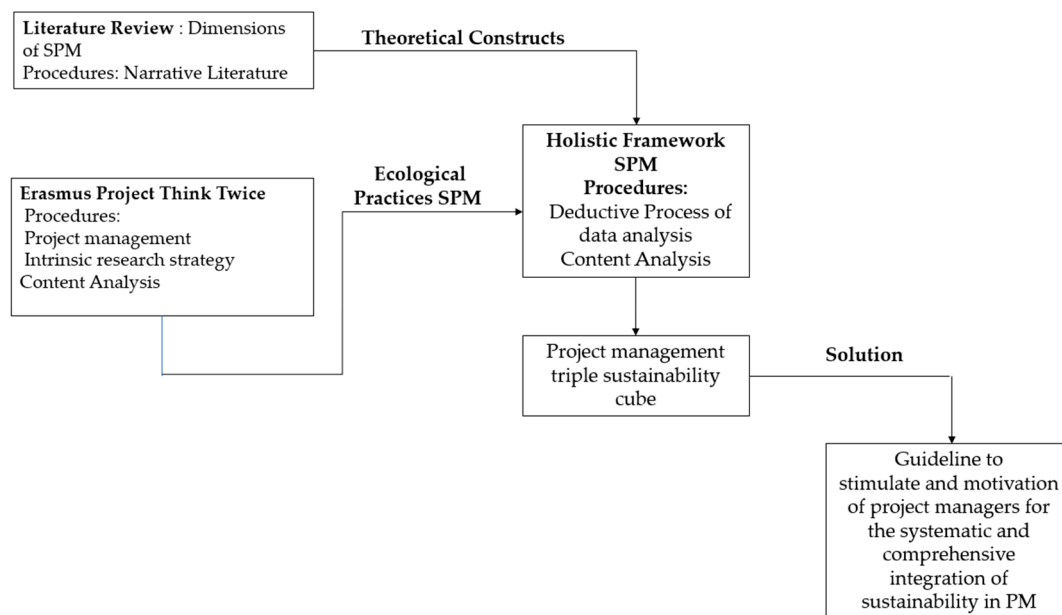 Literature Review : Dimensions
of SPM
Procedures: Narrative Literature
Theoretical Constructs
Holistic Framework
SPM
Procedures:
Deductive Process of
data analysis
Content Analysis
Ecological
Practices SPM
Erasmus Project Think Twice
Procedures:
Project management
Intrinsic research strategy
Content Analysis
Project management
triple sustainability
cube
Solution
Guideline to
stimulate and motivation
of project managers for
the systematic and
comprehensive
integration of
sustainability in PM